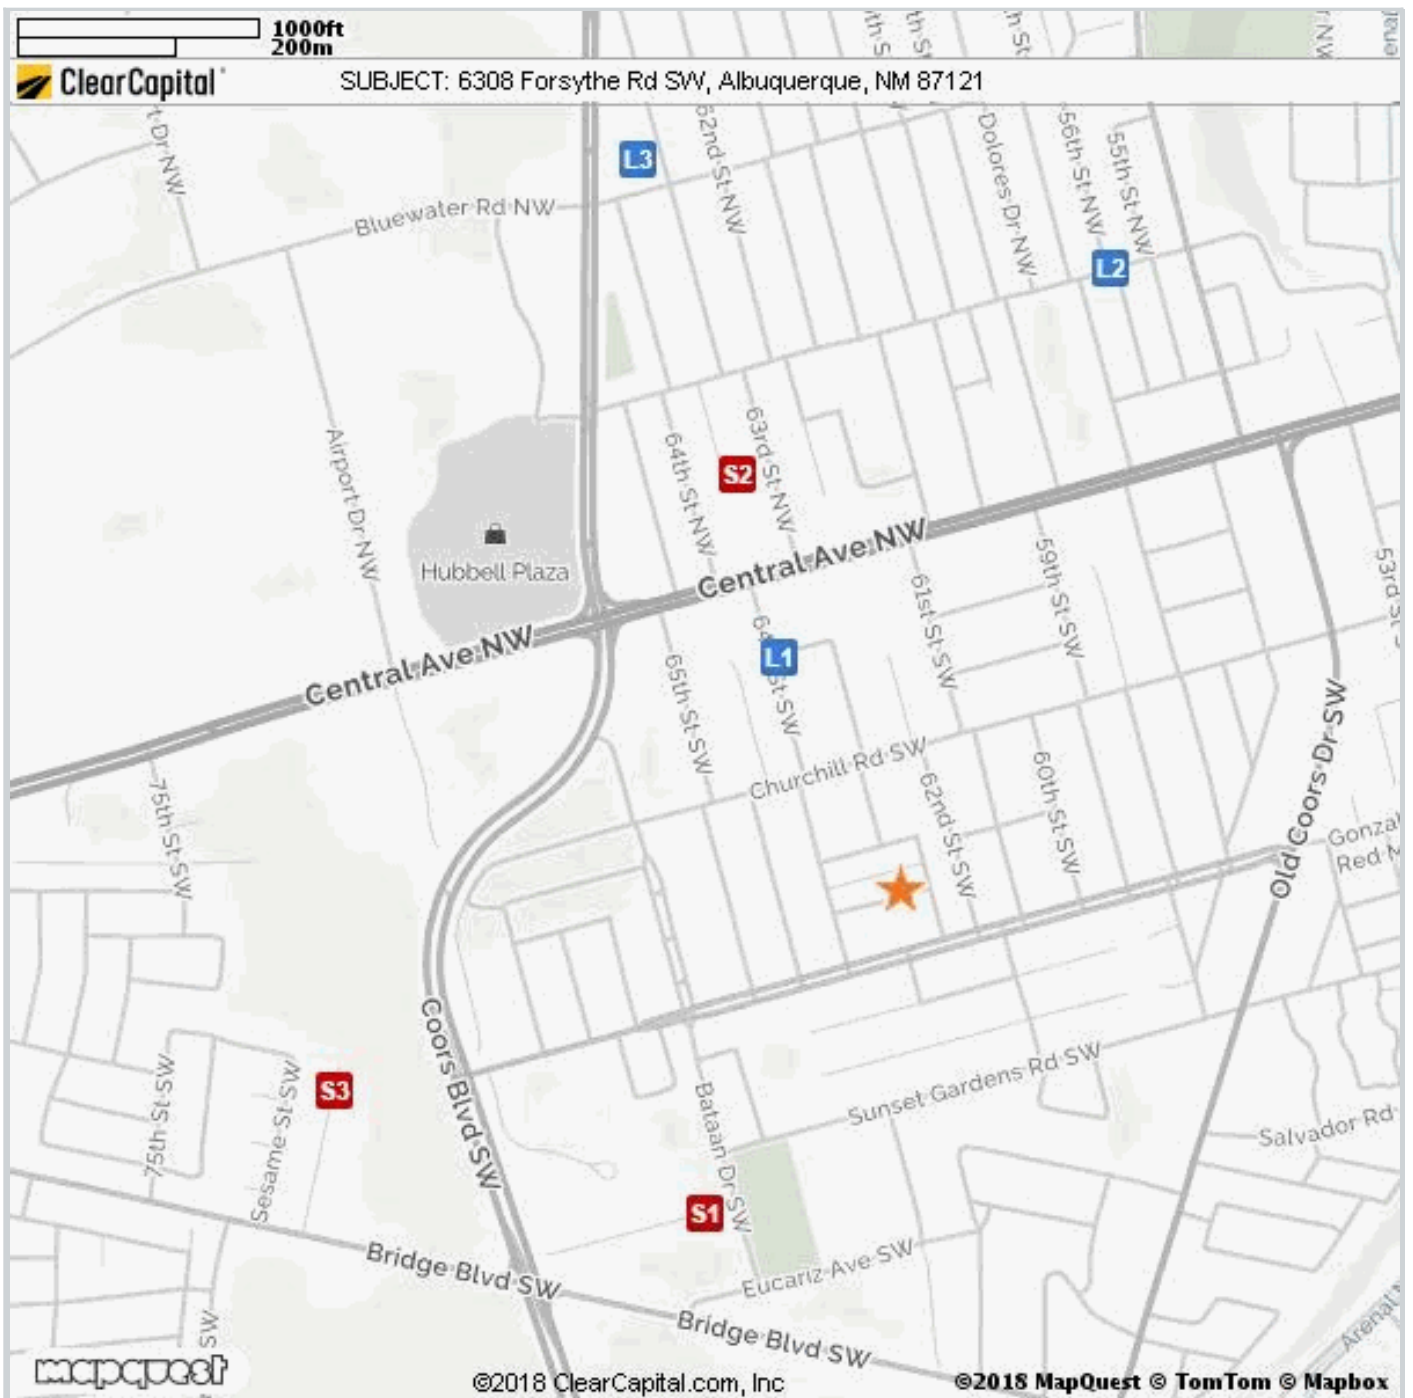 1000ft
200m
ClearCapital
SUBJECT: 6308 Forsythe Rd SW, Albuquerque, NM 87121
L3
62nd St NW
Dolores Dr NW
56th St NW
55th St NW
Bluewater Rd NW
L2
Airport Dr NW
64th St NW
S2
63rd St NW
Hubbell Plaza
Central Ave NW
Central Ave NW
L1
65th St SW
61st St SW
59th St SW
Old Coors Dr SW
75th St SW
Churchill Rd SW
62nd St SW
60th St SW
Coors Blvd SW
75th St SW
Sesame St SW
S3
Bataan Dr SW
Sunset Gardens Rd SW
Salvador Rd
S1
Bridge Blvd SW
Eucariz Ave SW
Bridge Blvd SW
Arenal
mapquest
©2018 ClearCapital.com, Inc
©2018 MapQuest © TomTom © Mapbox